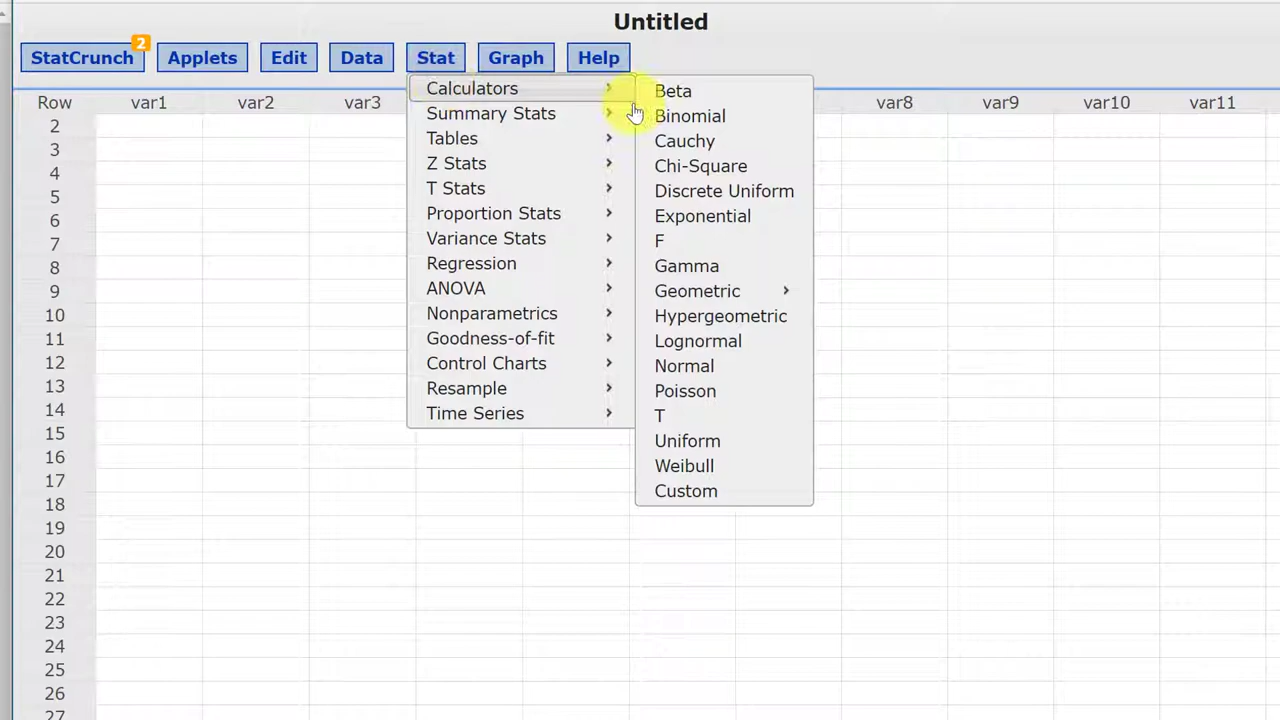 Untitled
StatCrunch 2 Applets Edit Data Stat Graph Help
Row var1 var2 var3 var8 var9 var10 var11
Calculators
Summary Stats
Tables
Z Stats
T Stats
Proportion Stats
Variance Stats
Regression
ANOVA
Nonparametrics
Goodness-of-fit
Control Charts
Resample
Time Series
Beta
Binomial
Cauchy
Chi-Square
Discrete Uniform
Exponential
F
Gamma
Geometric
Hypergeometric
Lognormal
Normal
Poisson
T
Uniform
Weibull
Custom
2
3
4
5
6
7
8
9
10
11
12
13
14
15
16
17
18
19
20
21
22
23
24
25
26
27